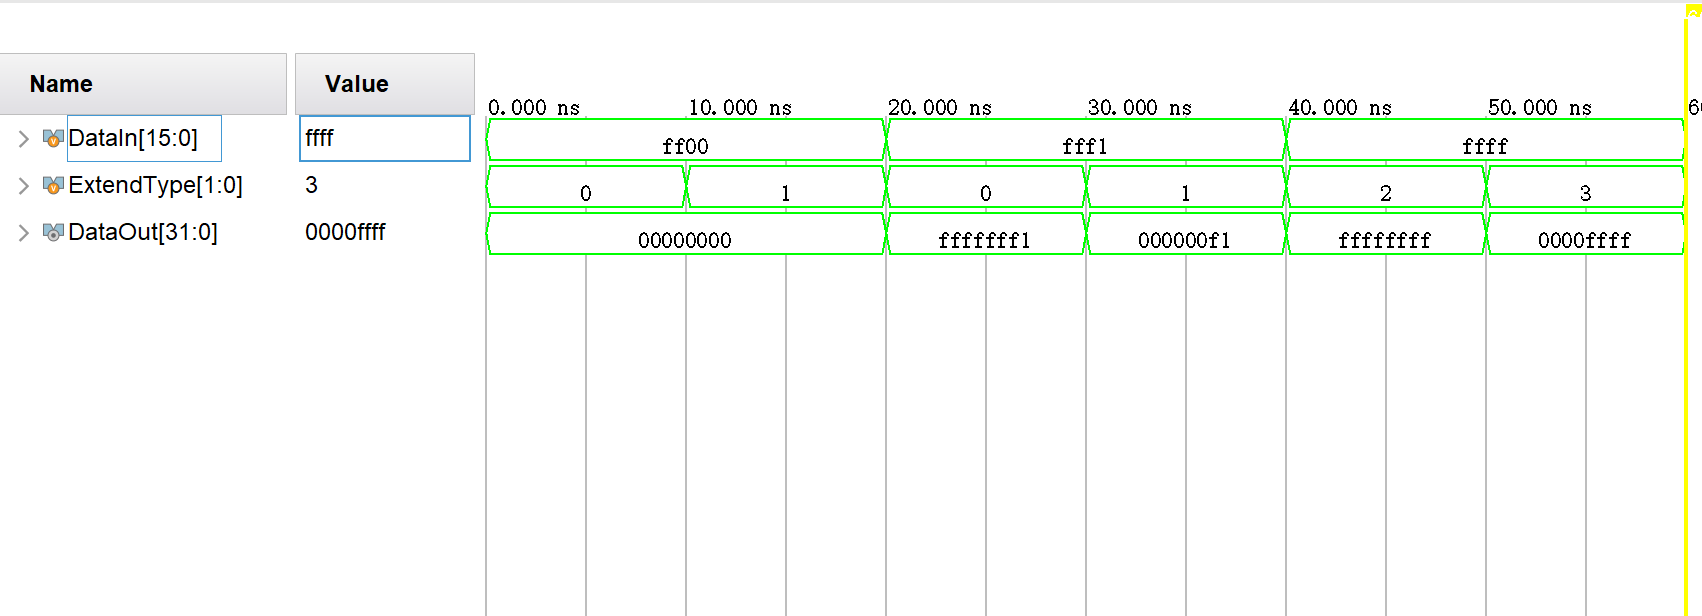 Name Value
0.000 ns 10.000 ns 20.000 ns 30.000 ns 40.000 ns 50.000 ns 60
DataIn[15:0] ffff ff00 fff1 ffff
ExtendType[1:0] 3 0 1 0 1 2 3
DataOut[31:0] 0000ffff 00000000 fffffff1 000000f1 ffffffff 0000ffff